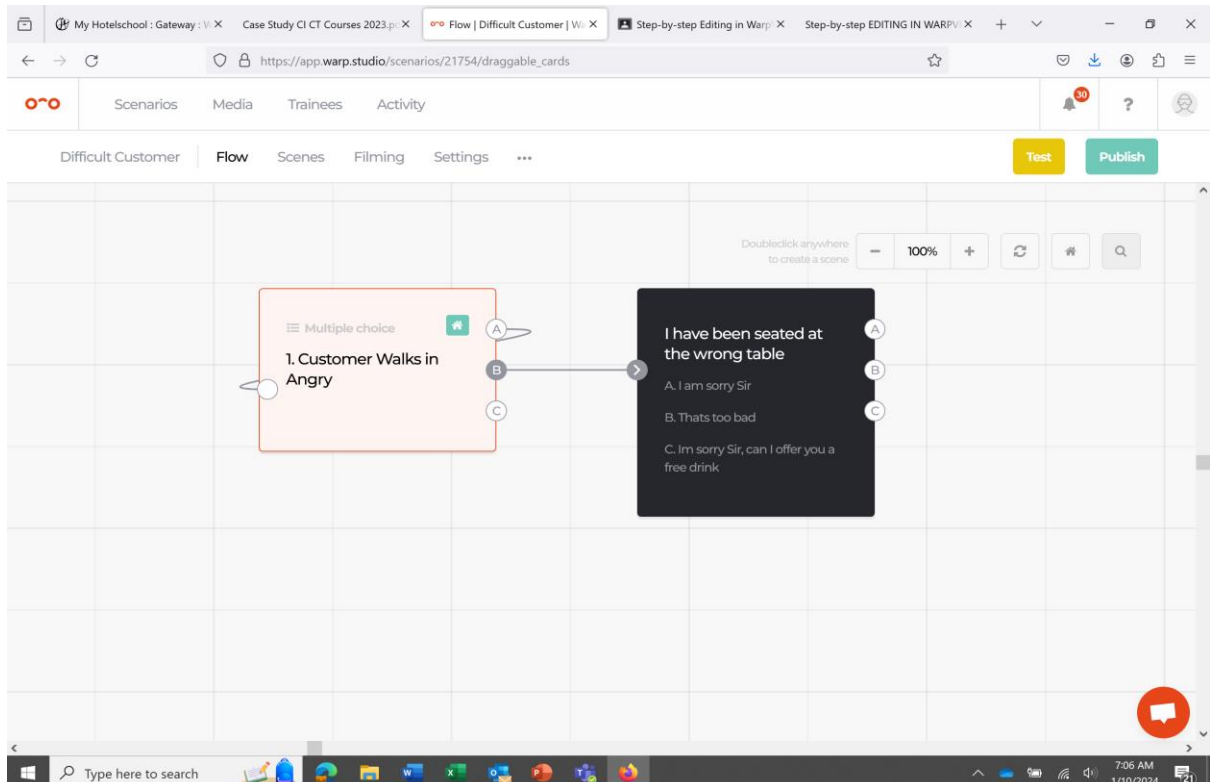 My Hotelschool : Gateway : V
Case Study CI CT Courses 2023.p
Flow | Difficult Customer | Wa
Step-by-step Editing in Warp
Step-by-step EDITING IN WARPV
https://app.warp.studio/scenarios/21754/draggable_cards
Scenarios Media Trainees Activity
30
?
Difficult Customer Flow Scenes Filming Settings
Test Publish
Doubleclick anywhere
to create a scene
− 100% +
Multiple choice
1. Customer Walks in
Angry
A
B
C
I have been seated at
the wrong table
A. I am sorry Sir
B. Thats too bad
C. Im sorry Sir, can I offer you a
free drink
A
B
C
Type here to search
7:06 AM
1/10/2024
21